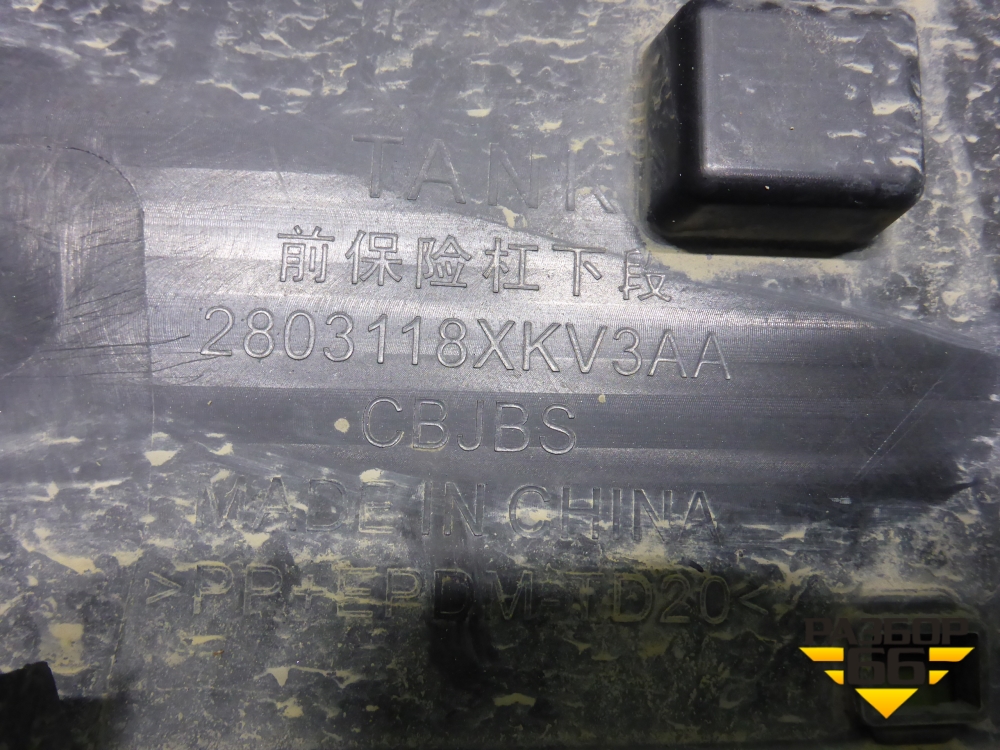 TANK
前保险杠下段
2803118XKV3AA
CBJBS
MADE IN CHINA
>PP+EPDM-TD20<
РАЗБОР
66